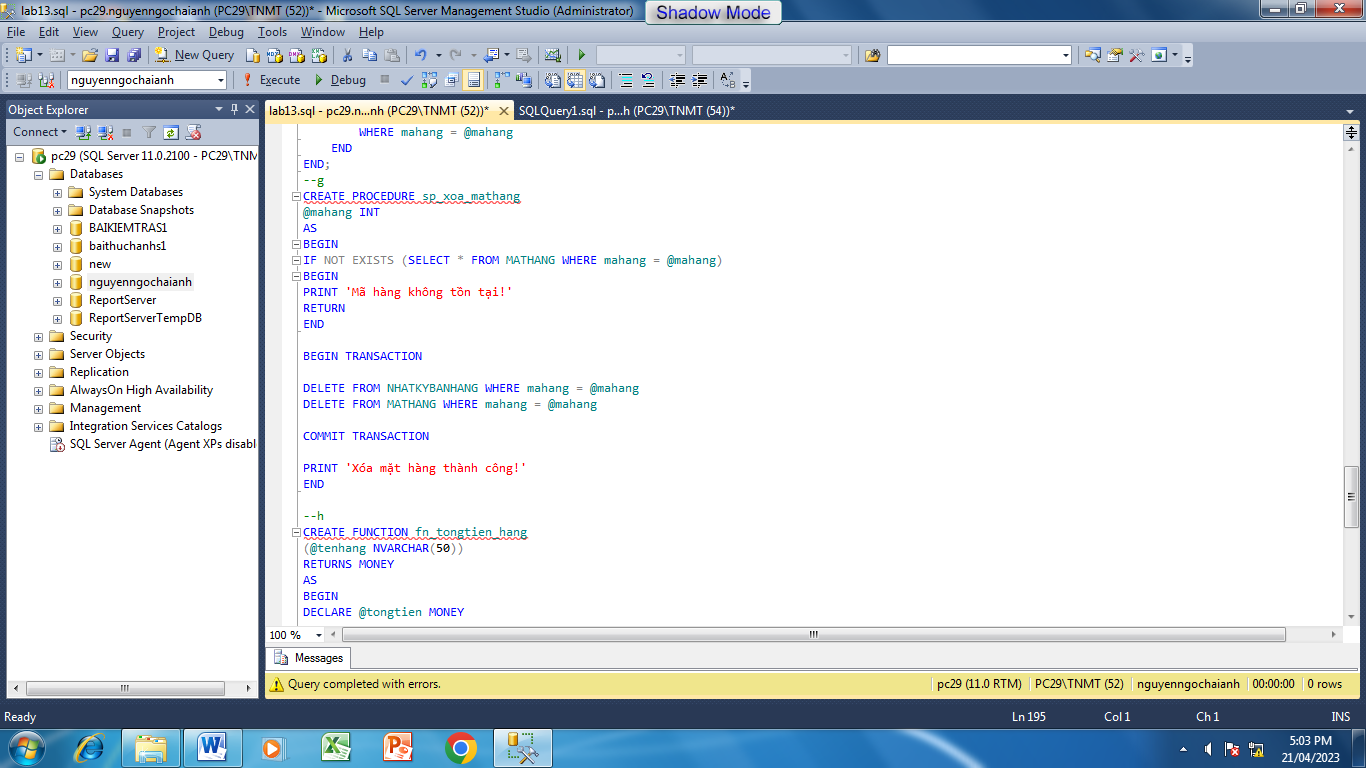 lab13.sql - pc29.nguyenngochaianh (PC29\TNMT (52))* - Microsoft SQL Server Management Studio (Administrator)
Shadow Mode
File Edit View Query Project Debug Tools Window Help
New Query
nguyenngochaianh Execute Debug
Object Explorer
Connect
pc29 (SQL Server 11.0.2100 - PC29\TNM
Databases
System Databases
Database Snapshots
BAIKIEMTRAS1
baithuchanhs1
new
nguyenngochaianh
ReportServer
ReportServerTempDB
Security
Server Objects
Replication
AlwaysOn High Availability
Management
Integration Services Catalogs
SQL Server Agent (Agent XPs disabl
lab13.sql - pc29.n...nh (PC29\TNMT (52))* SQLQuery1.sql - p...h (PC29\TNMT (54))*
WHERE mahang = @mahang
END
END;
--g
CREATE PROCEDURE sp_xoa_mathang
@mahang INT
AS
BEGIN
IF NOT EXISTS (SELECT * FROM MATHANG WHERE mahang = @mahang)
BEGIN
PRINT 'Mã hàng không tồn tại!'
RETURN
END
BEGIN TRANSACTION
DELETE FROM NHATKYBANHANG WHERE mahang = @mahang
DELETE FROM MATHANG WHERE mahang = @mahang
COMMIT TRANSACTION
PRINT 'Xóa mặt hàng thành công!'
END
--h
CREATE FUNCTION fn_tongtien_hang
(@tenhang NVARCHAR(50))
RETURNS MONEY
AS
BEGIN
DECLARE @tongtien MONEY
100 %
Messages
Query completed with errors. pc29 (11.0 RTM) PC29\TNMT (52) nguyenngochaianh 00:00:00 0 rows
Ready Ln 195 Col 1 Ch 1 INS
5:03 PM
21/04/2023